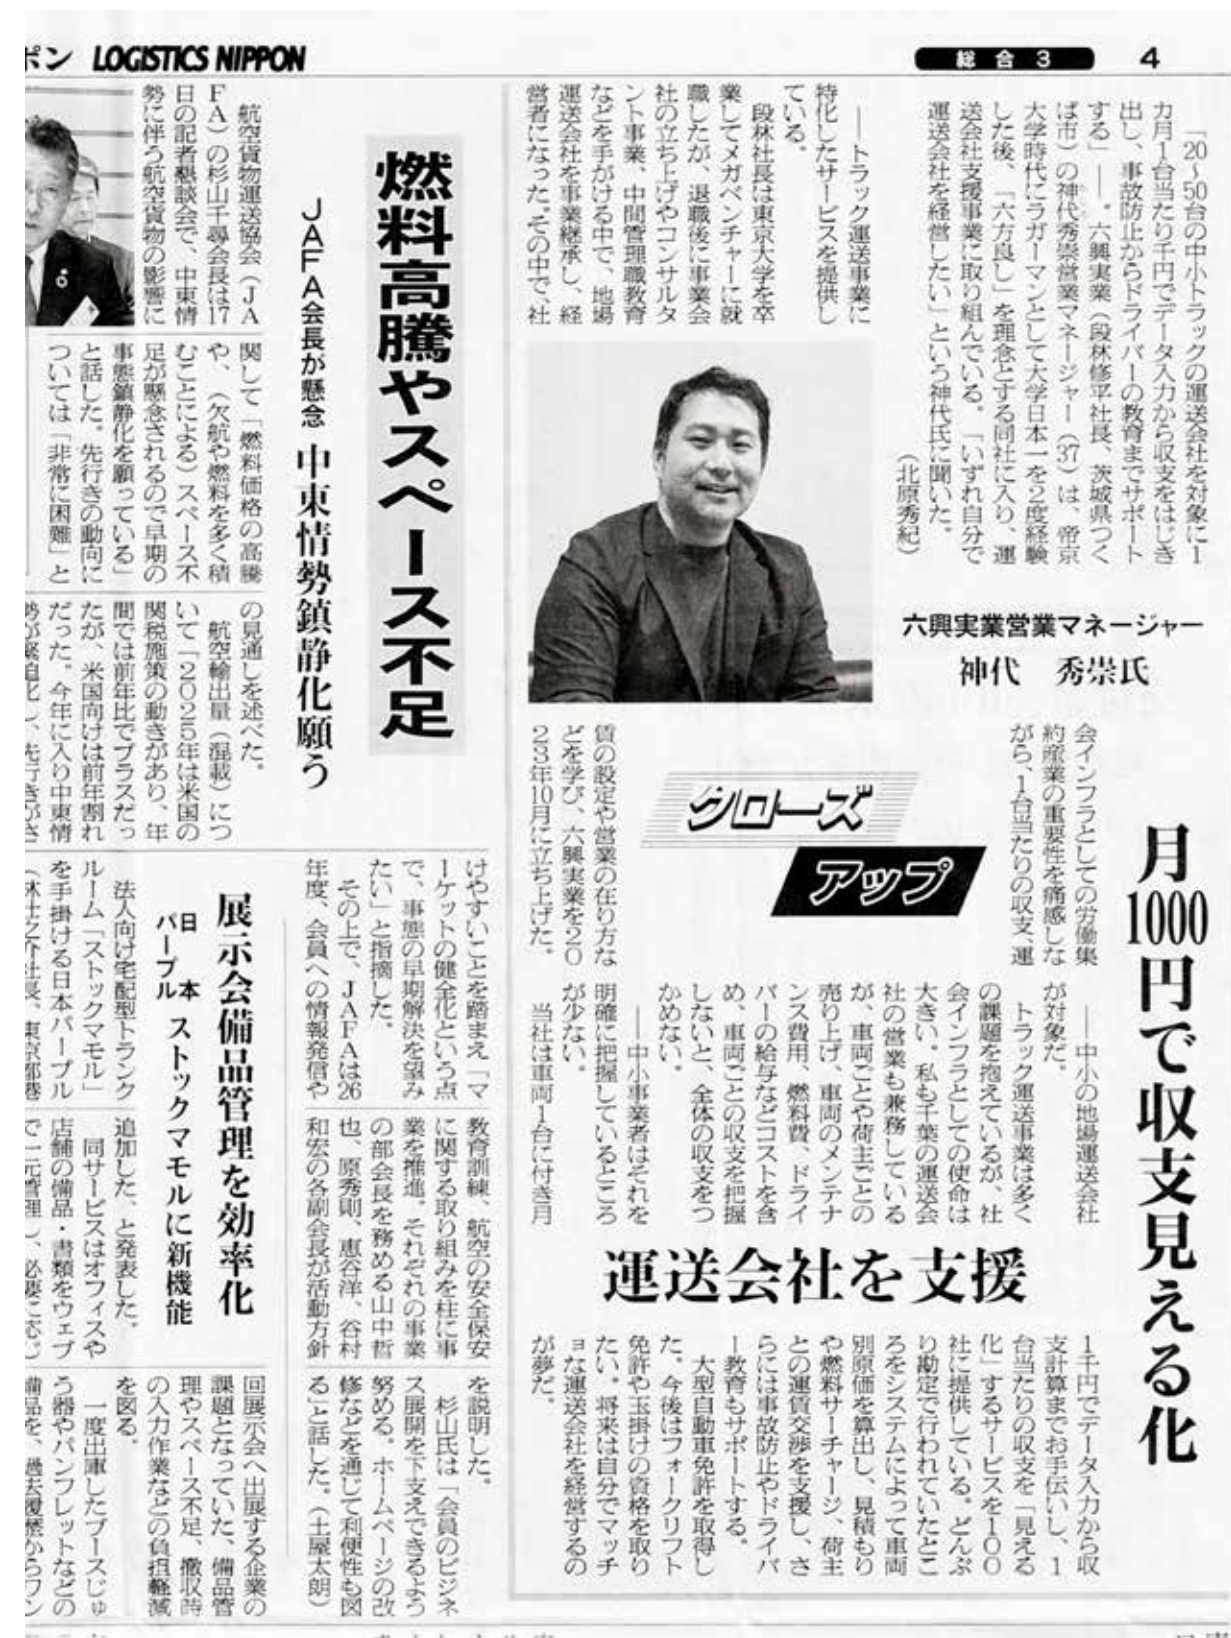 ポン LOGISTICS NIPPON
総合3
4
「20〜50台の中小トラックの運送会社を対象に1
カ月1台当たり千円でデータ入力から収支をはじき
出し、事故防止からドライバーの教育までサポート
する」――。六興実業(段林修平社長、茨城県つく
ば市)の神代秀崇営業マネージャー(37)は、帝京
大学時代にラガーマンとして大学日本一を2度経験
した後、「六方良し」を理念とする同社に入り、運
送会社支援事業に取り組んでいる。「いずれ自分で
運送会社を経営したい」という神代氏に聞いた。
(北原秀紀)
六興実業営業マネージャー
神代 秀崇氏
月1000円で収支見える化
運送会社を支援
クローズ
アップ
――トラック運送事業に
特化したサービスを提供し
ている。
段林社長は東京大学を卒
業してメガベンチャーに就
職したが、退職後に事業会
社の立ち上げやコンサルタ
ント事業、中間管理職教育
などを手がける中で、地場
運送会社を事業継承し、経
営者になった。その中で、社
会インフラとしての労働集
約産業の重要性を痛感しな
がら、1台当たりの収支、運
賃の設定や営業の在り方な
どを学び、六興実業を20
23年10月に立ち上げた。
――中小の地場運送会社
が対象だ。
トラック運送事業は多く
の課題を抱えているが、社
会インフラとしての使命は
大きい。私も千葉の運送会
社の営業も兼務している
が、車両ごとや荷主ごとの
売り上げ、車両のメンテナ
ンス費用、燃料費、ドライ
バーの給与などコストを含
め、車両ごとの収支を把握
しないと、全体の収支をつ
かめない。
――中小事業者はそれを
明確に把握しているところ
が少ない。
当社は車両1台に付き月
1千円でデータ入力から収
支計算までお手伝いし、1
台当たりの収支を「見える
化」するサービスを100
社に提供している。どんぶ
り勘定で行われていたとこ
ろをシステムによって車両
別原価を算出し、見積もり
や燃料サーチャージ、荷主
との運賃交渉を支援し、さ
らには事故防止やドライバ
ー教育もサポートする。
大型自動車免許を取得し
た。今後はフォークリフト
免許や玉掛けの資格を取り
たい。将来は自分でマッチ
ョな運送会社を経営するの
が夢だ。
燃料高騰やスペース不足
JAFA会長が懸念 中東情勢鎮静化願う
航空貨物運送協会(JA
FA)の杉山千尋会長は17
日の記者懇談会で、中東情
勢に伴う航空貨物の影響に
関して「燃料価格の高騰
や、(欠航や燃料を多く積
むことによる)スペース不
足が懸念されるので早期の
事態鎮静化を願っている」
と話した。先行きの動向に
ついては「非常に困難」と
の見通しを述べた。
航空輸出量(混載)につ
いて「2025年は米国の
関税施策の動きがあり、年
間では前年比でプラスだっ
たが、米国向けは前年割れ
だった。今年に入り中東情
勢が緊迫化し、先行きがさ
けやすいことを踏まえ「マ
ーケットの健全化という点
で、事態の早期解決を望み
たい」と指摘した。
その上で、JAFAは26
年度、会員への情報発信や
教育訓練、航空の安全保安
に関する取り組みを柱に事
業を推進。それぞれの事業
の部会長を務める山中哲
也、原秀則、恵谷洋、谷村
和宏の各副会長が活動方針
を説明した。
杉山氏は「会員のビジネ
ス展開を下支えできるよう
努める。ホームページの改
修などを通じて利便性も図
る」と話した。(土屋太朗)
展示会備品管理を効率化
日本パープル ストックマモルに新機能
法人向け宅配型トランク
ルーム「ストックマモル」
を手掛ける日本パープル
(林壮之介社長、東京都港
追加した、と発表した。
同サービスはオフィスや
店舗の備品・書類をウェブ
で一元管理し、必要に応じ
回展示会へ出展する企業の
課題となっていた、備品管
理やスペース不足、撤収時
の入力作業などの負担軽減
を図る。
一度出庫したブースじゅ
う器やパンフレットなどの
備品を、過去履歴からワン